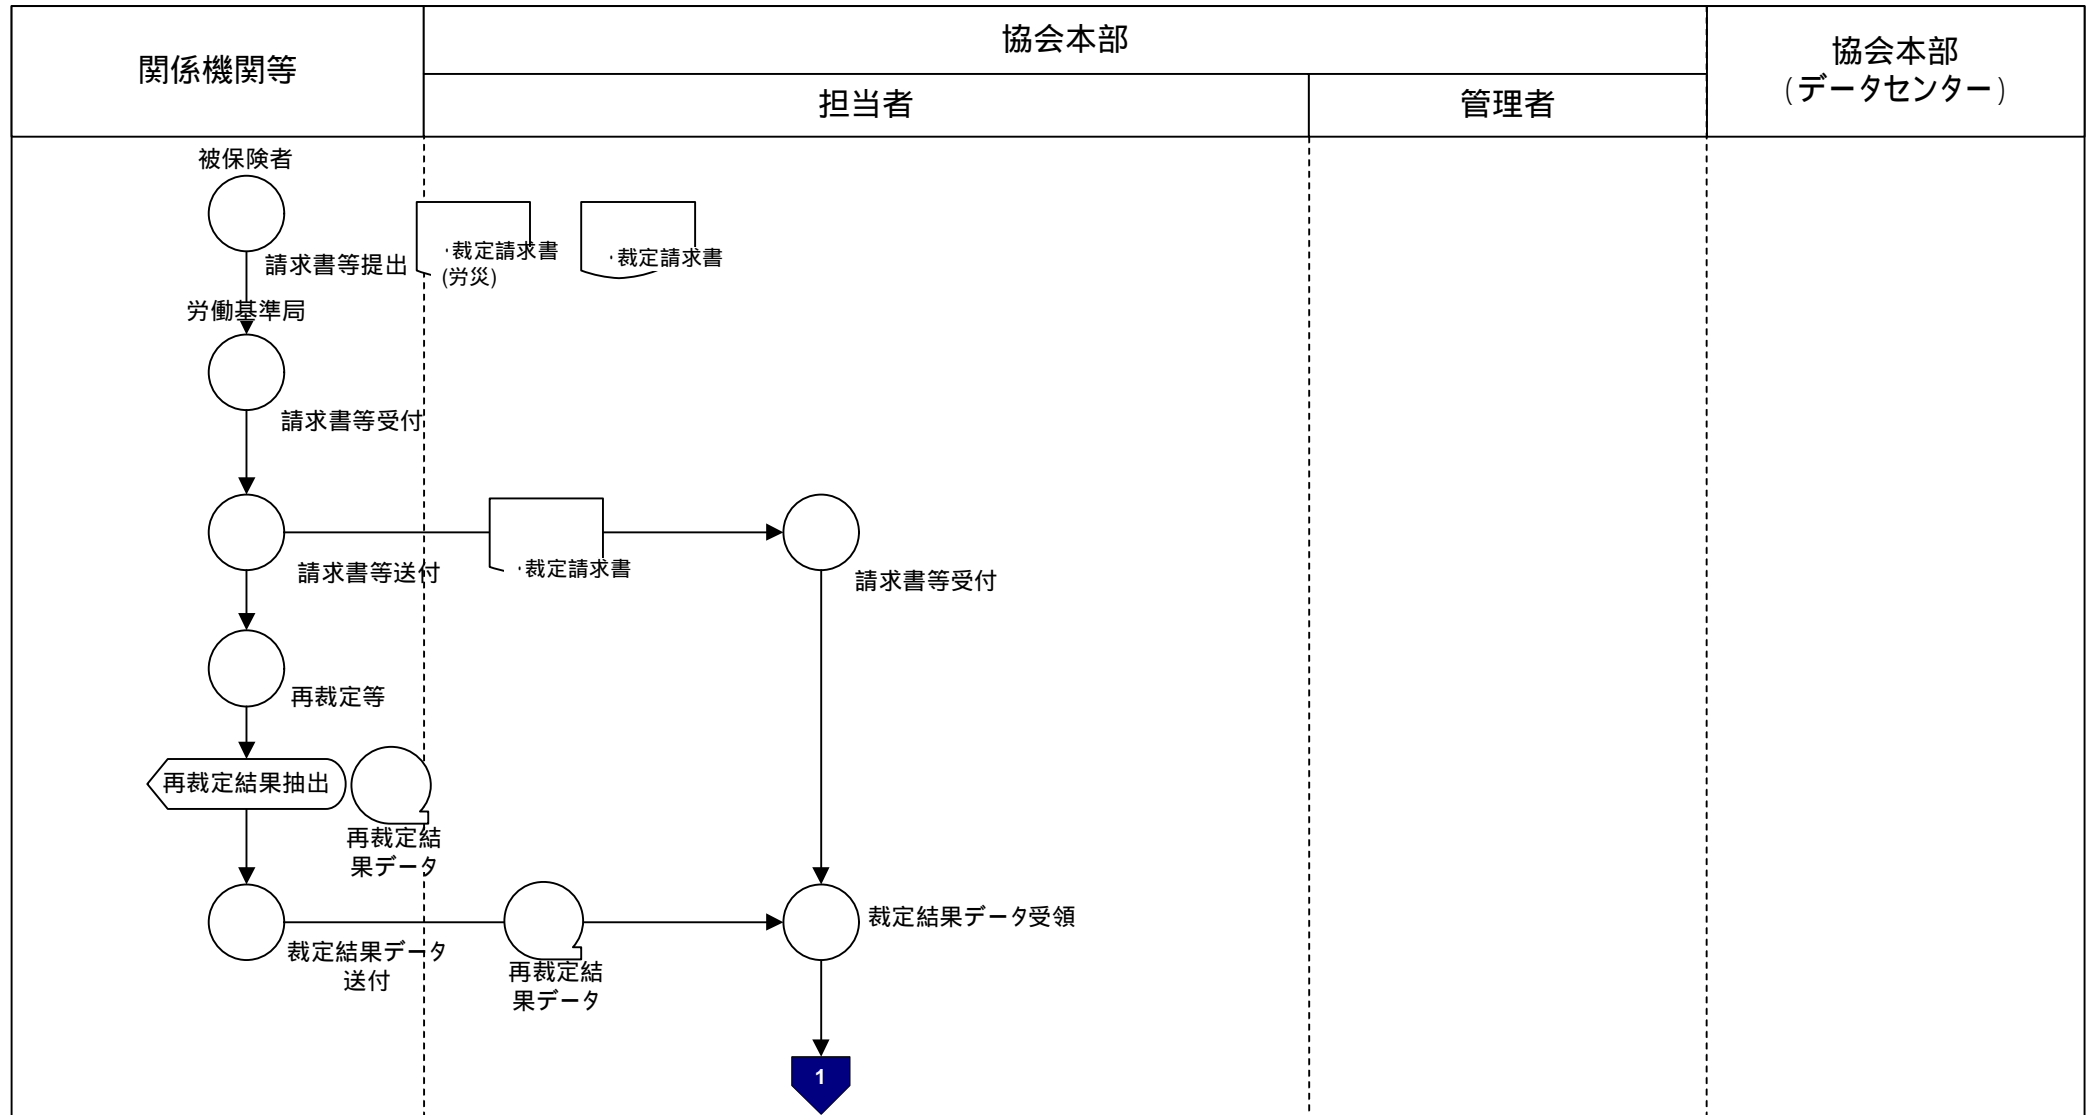 関係機関等
協会本部
担当者
管理者
協会本部
(データセンター)
被保険者
請求書等提出
・裁定請求書
(労災)
・裁定請求書
労働基準局
請求書等受付
請求書等送付
・裁定請求書
請求書等受付
再裁定等
再裁定結果抽出
再裁定結
果データ
裁定結果データ
送付
再裁定結
果データ
裁定結果データ受領
1